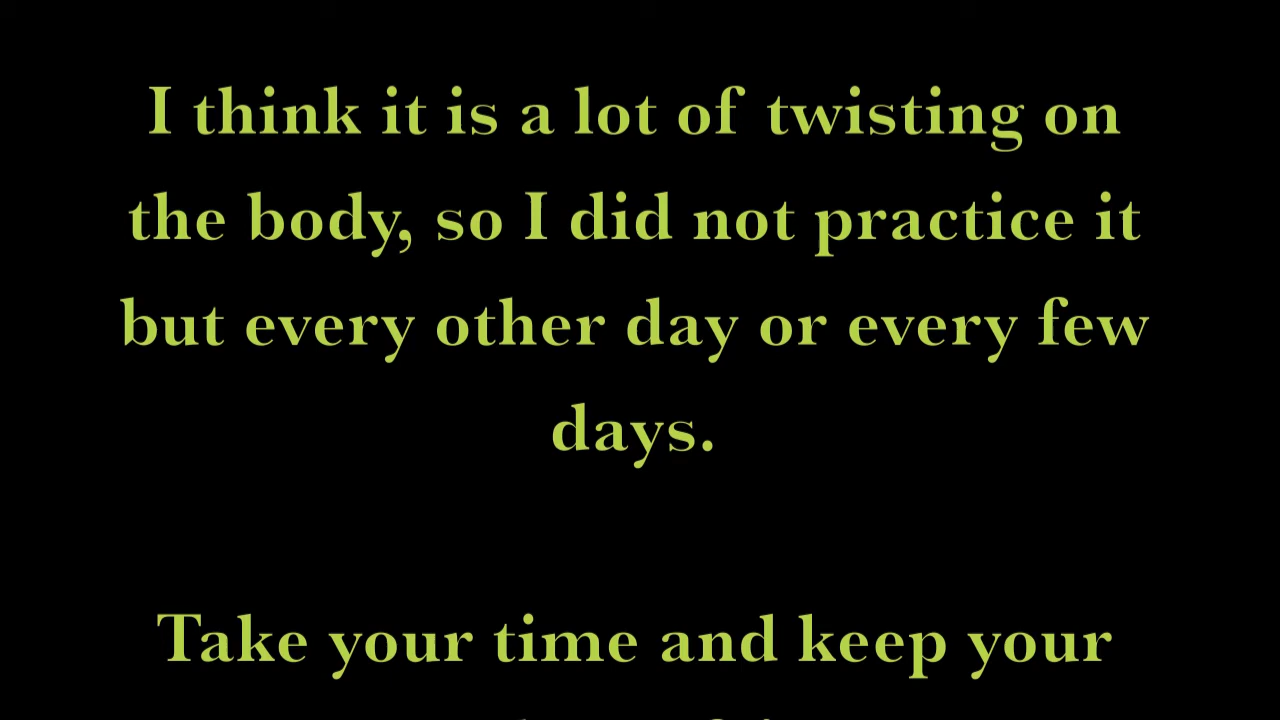 I think it is a lot of twisting on
the body, so I did not practice it
but every other day or every few
days.
Take your time and keep your